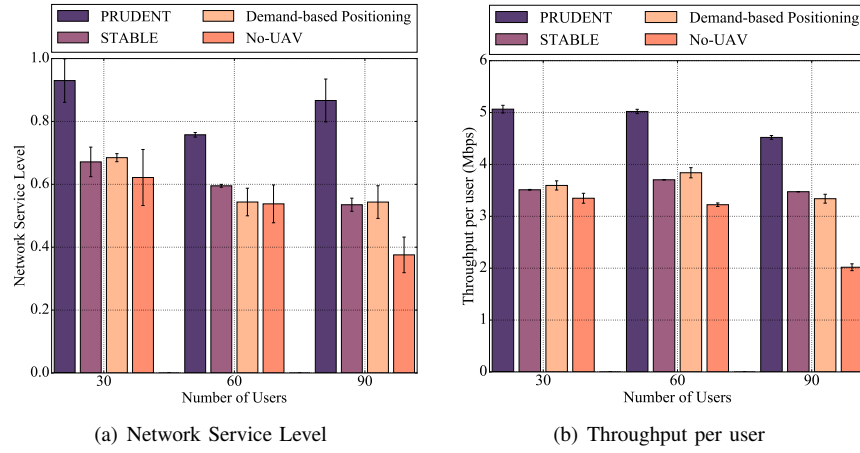 PRUDENT
STABLE
Demand-based Positioning
No-UAV
Network Service Level
1.0
0.8
0.6
0.4
0.2
0.0
30
60
90
Number of Users
(a) Network Service Level
PRUDENT
STABLE
Demand-based Positioning
No-UAV
Throughput per user (Mbps)
6
5
4
3
2
1
0
30
60
90
Number of Users
(b) Throughput per user